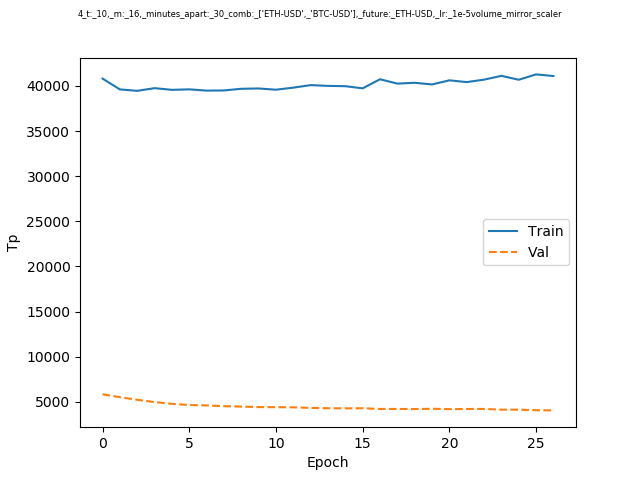 4_t:_10,_m:_16,_minutes_apart:_30_comb:_['ETH-USD',_'BTC-USD'],_future:_ETH-USD,_lr:_1e-5volume_mirror_scaler
40000
35000
30000
25000
20000
15000
10000
5000
Tp
Train
Val
0 5 10 15 20 25
Epoch